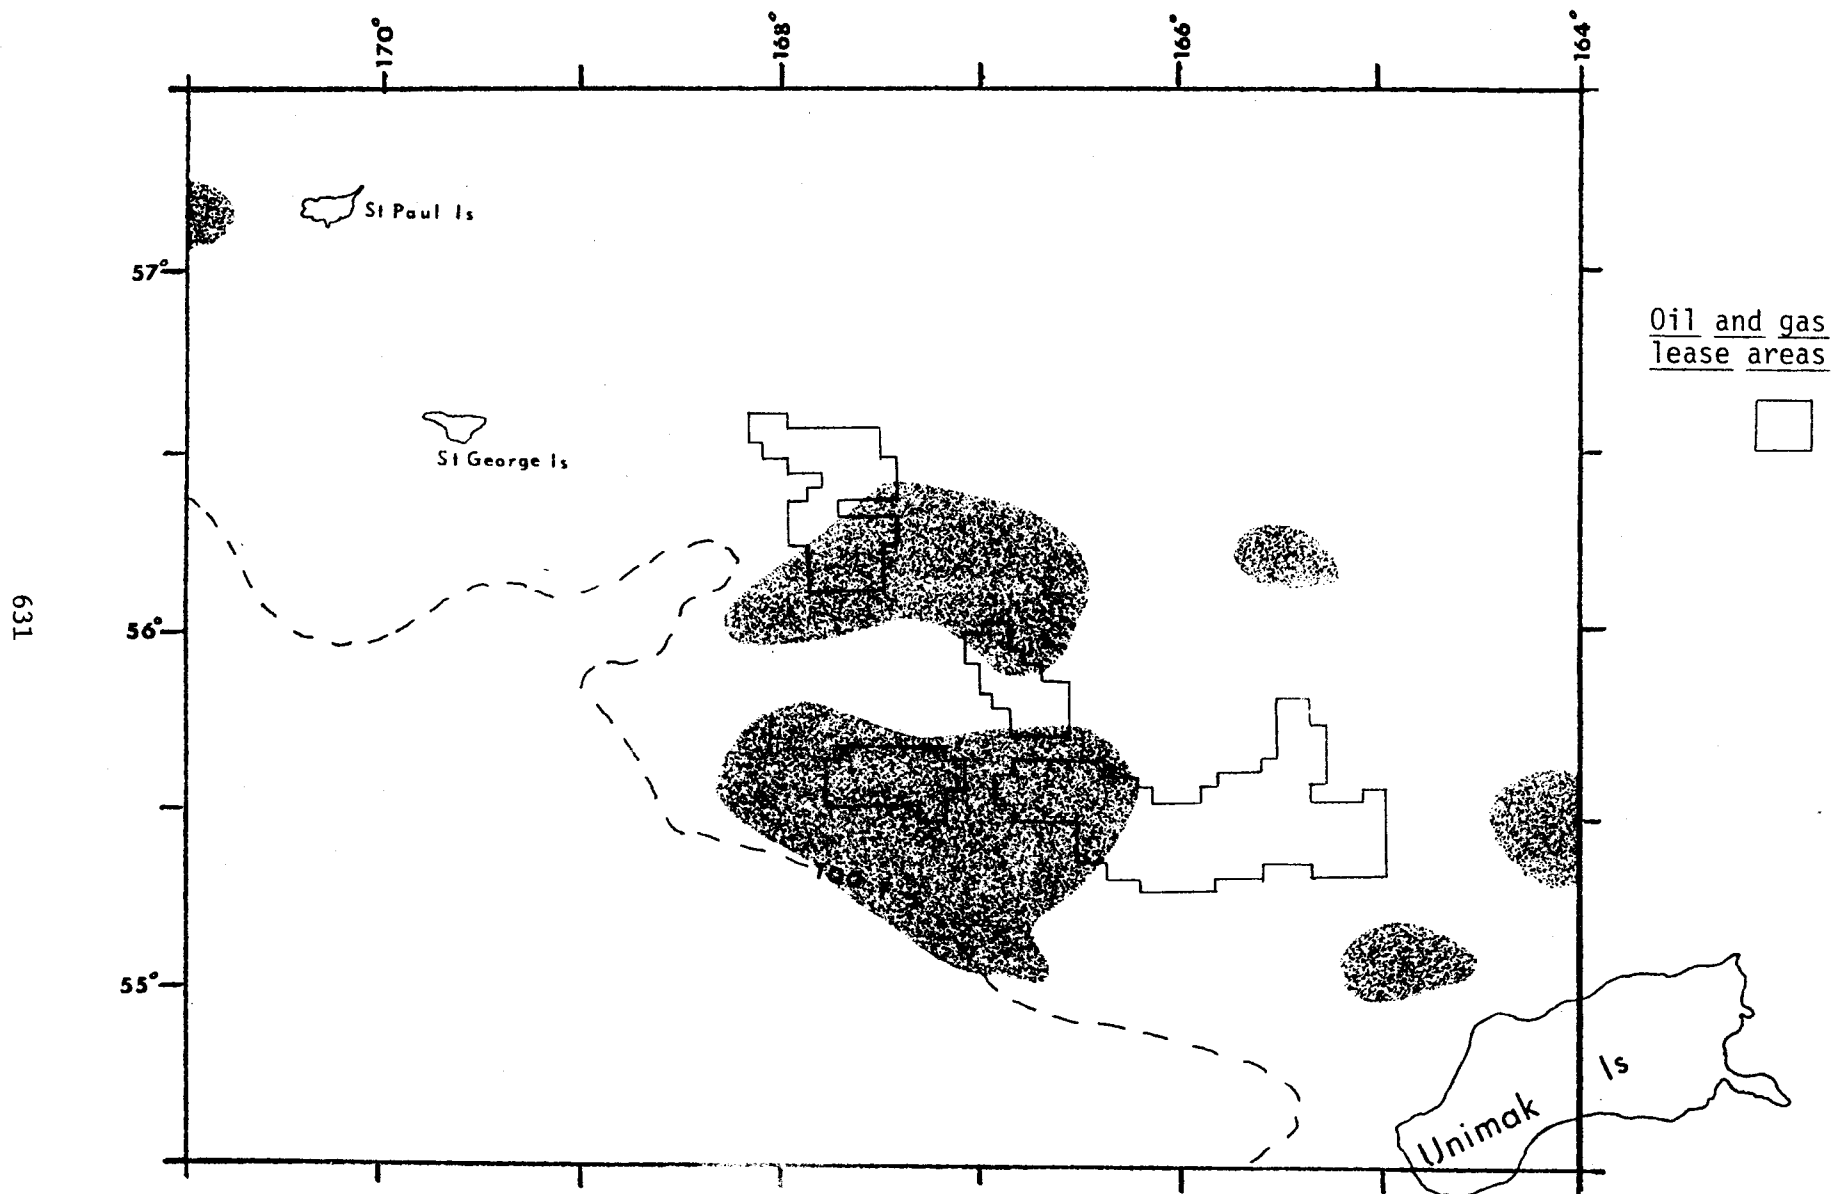 170°
168°
166°
164°
St Paul Is
57°
Oil and gas
lease areas
St George Is
56°
631
55°
Is
Unimak